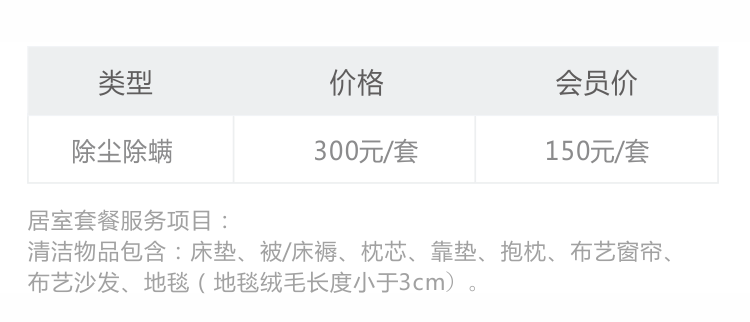 类型 价格 会员价
除尘除螨 300元/套 150元/套
居室套餐服务项目：
清洁物品包含：床垫、被/床褥、枕芯、靠垫、抱枕、布艺窗帘、
布艺沙发、地毯（地毯绒毛长度小于3cm）。